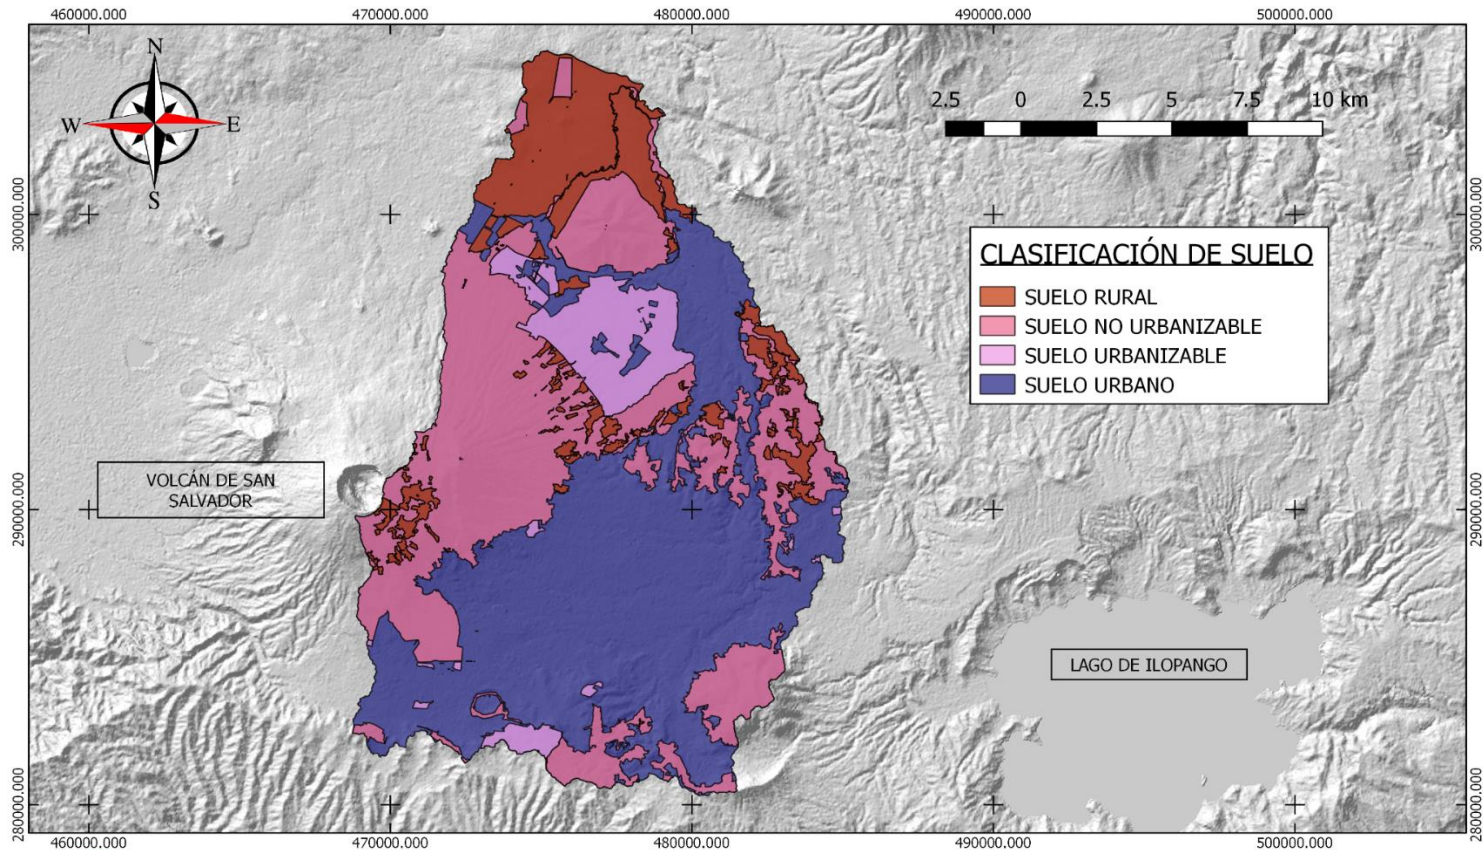 460000.000 470000.000 480000.000 490000.000 500000.000
N
W E
S
2.5 0 2.5 5 7.5 10 km
300000.000 300000.000
CLASIFICACIÓN DE SUELO
SUELO RURAL
SUELO NO URBANIZABLE
SUELO URBANIZABLE
SUELO URBANO
VOLCÁN DE SAN
SALVADOR
290000.000 290000.000
LAGO DE ILOPANGO
280000.000 280000.000
460000.000 470000.000 480000.000 490000.000 500000.000